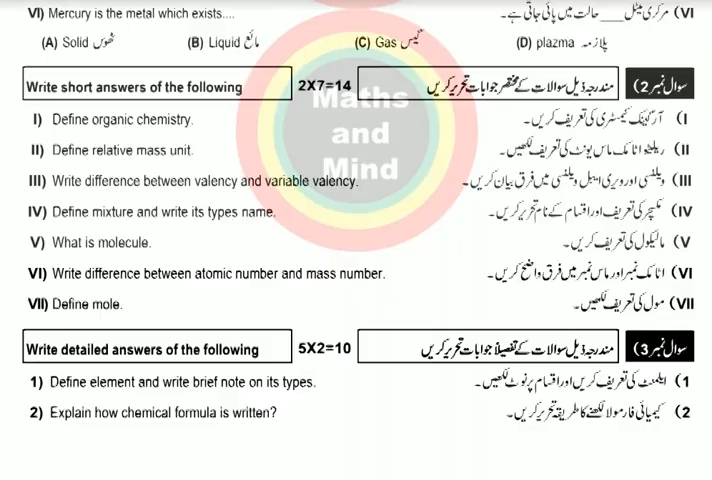 VI) Mercury is the metal which exists.... VI) مرکری میٹل ____ حالت میں پائی جاتی ہے۔
(A) Solid ٹھوس (B) Liquid مائع (C) Gas گیس (D) plazma پلازمہ
Write short answers of the following 2X7=14 مندرجہ ذیل سوالات کے مختصر جوابات تحریر کریں سوال نمبر 2)
Maths and Mind
I) Define organic chemistry. I) آرگینک کیمسٹری کی تعریف کریں۔
II) Define relative mass unit. II) ریلیٹو اٹامک ماس یونٹ کی تعریف لکھیں۔
III) Write difference between valency and variable valency. III) ویلنسی اور ویری ایبل ویلنسی میں فرق بیان کریں۔
IV) Define mixture and write its types name. IV) مکسچر کی تعریف اور اقسام کے نام تحریر کریں۔
V) What is molecule. V) مالیکول کی تعریف کریں۔
VI) Write difference between atomic number and mass number. VI) اٹامک نمبر اور ماس نمبر میں فرق واضح کریں۔
VII) Define mole. VII) مول کی تعریف لکھیں۔
Write detailed answers of the following 5X2=10 مندرجہ ذیل سوالات کے تفصیلاً جوابات تحریر کریں سوال نمبر 3)
1) Define element and write brief note on its types. 1) ایلیمنٹ کی تعریف کریں اور اقسام پر نوٹ لکھیں۔
2) Explain how chemical formula is written? 2) کیمیائی فارمولا لکھنے کا طریقہ تحریر کریں۔